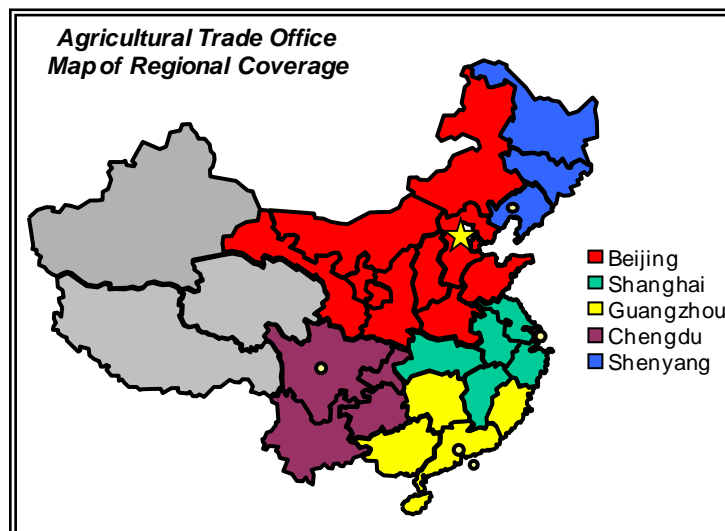 Agricultural Trade Office
Map of Regional Coverage
Beijing
Shanghai
Guangzhou
Chengdu
Shenyang